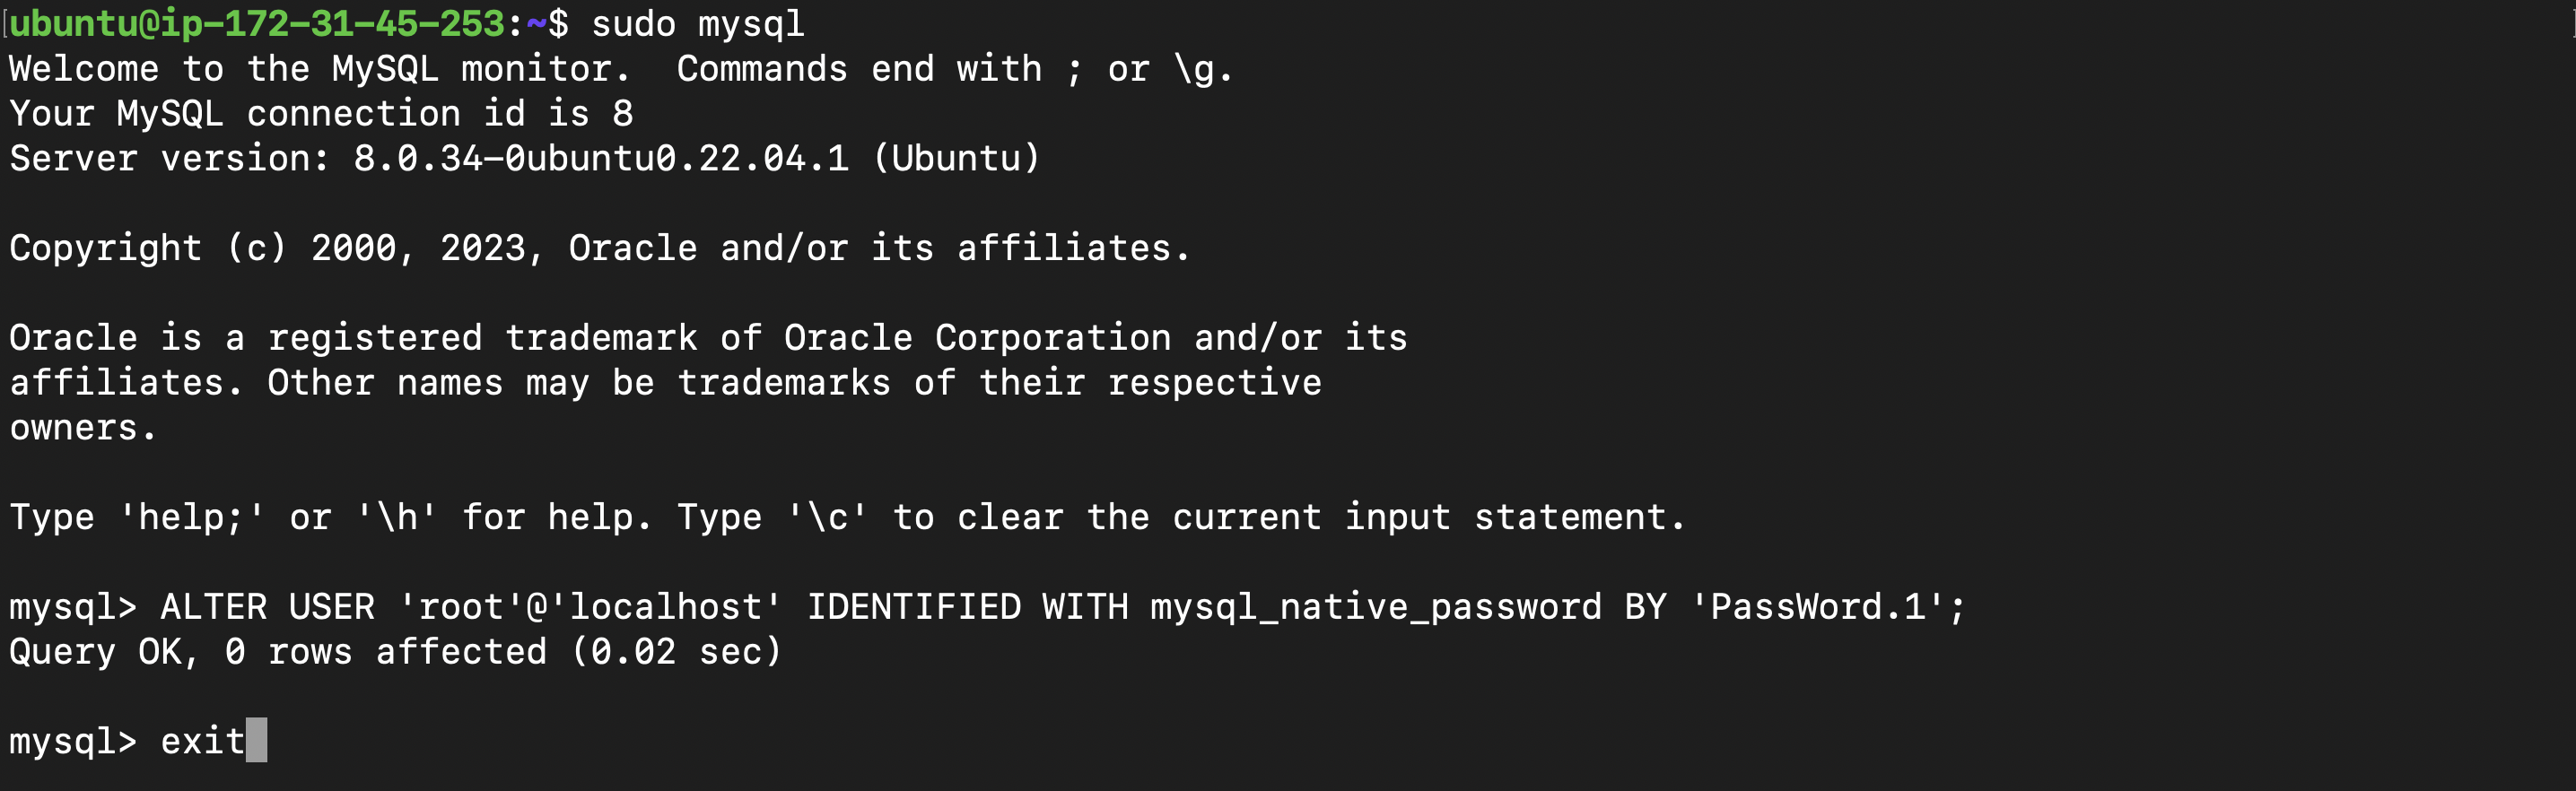 [ubuntu@ip-172-31-45-253:~$ sudo mysql ]
Welcome to the MySQL monitor.  Commands end with ; or \g.
Your MySQL connection id is 8
Server version: 8.0.34-0ubuntu0.22.04.1 (Ubuntu)
Copyright (c) 2000, 2023, Oracle and/or its affiliates.
Oracle is a registered trademark of Oracle Corporation and/or its
affiliates. Other names may be trademarks of their respective
owners.
Type 'help;' or '\h' for help. Type '\c' to clear the current input statement.
mysql> ALTER USER 'root'@'localhost' IDENTIFIED WITH mysql_native_password BY 'PassWord.1';
Query OK, 0 rows affected (0.02 sec)
mysql> exit